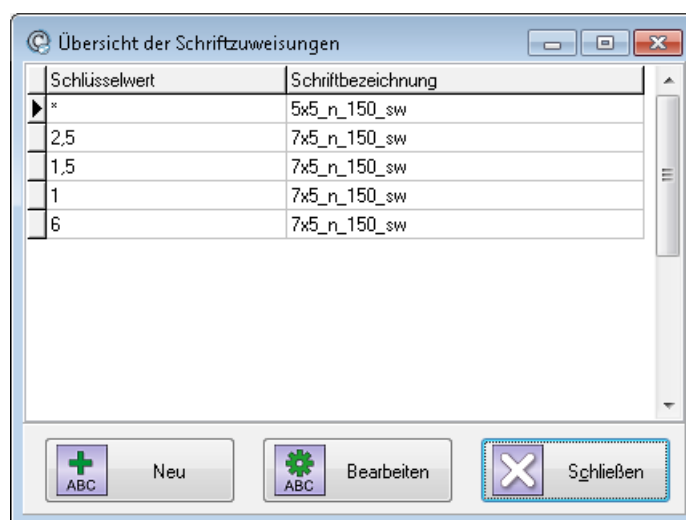 Übersicht der Schriftzuweisungen
Schlüsselwert Schriftbezeichnung
* 5x5_n_150_sw
2,5 7x5_n_150_sw
1,5 7x5_n_150_sw
1 7x5_n_150_sw
6 7x5_n_150_sw
ABC Neu ABC Bearbeiten Schließen